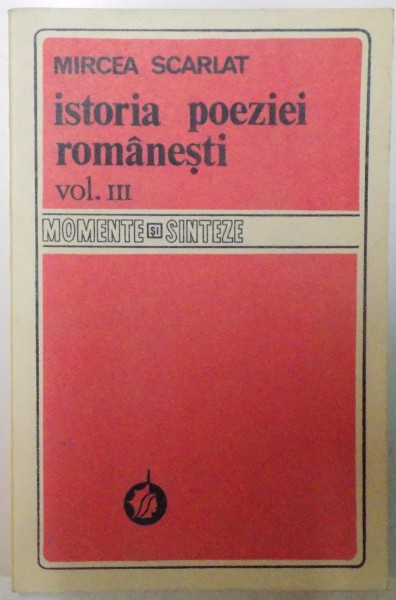 MIRCEA SCARLAT
istoria poeziei
românești
vol. III
MOMENTE ȘI SINTEZE